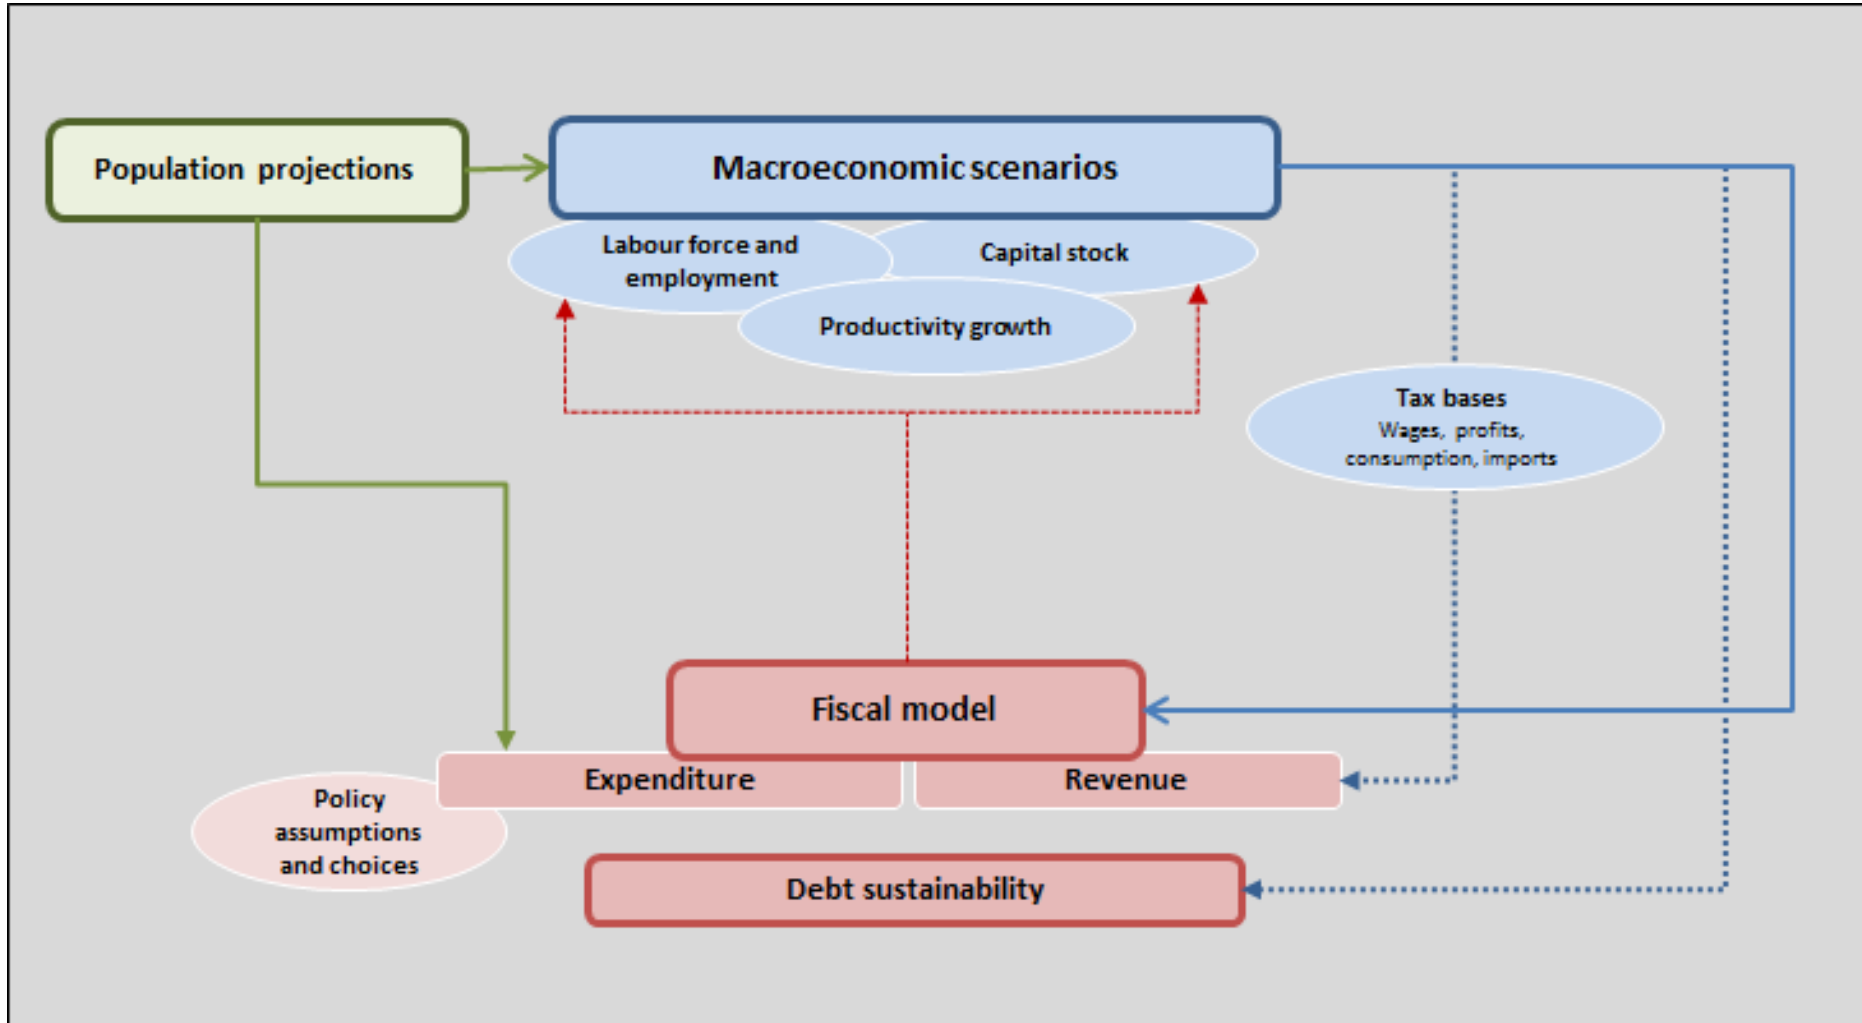 Population projections
Macroeconomic scenarios
Labour force and
employment
Capital stock
Productivity growth
Tax bases
Wages, profits,
consumption, imports
Fiscal model
Expenditure
Revenue
Policy
assumptions
and choices
Debt sustainability